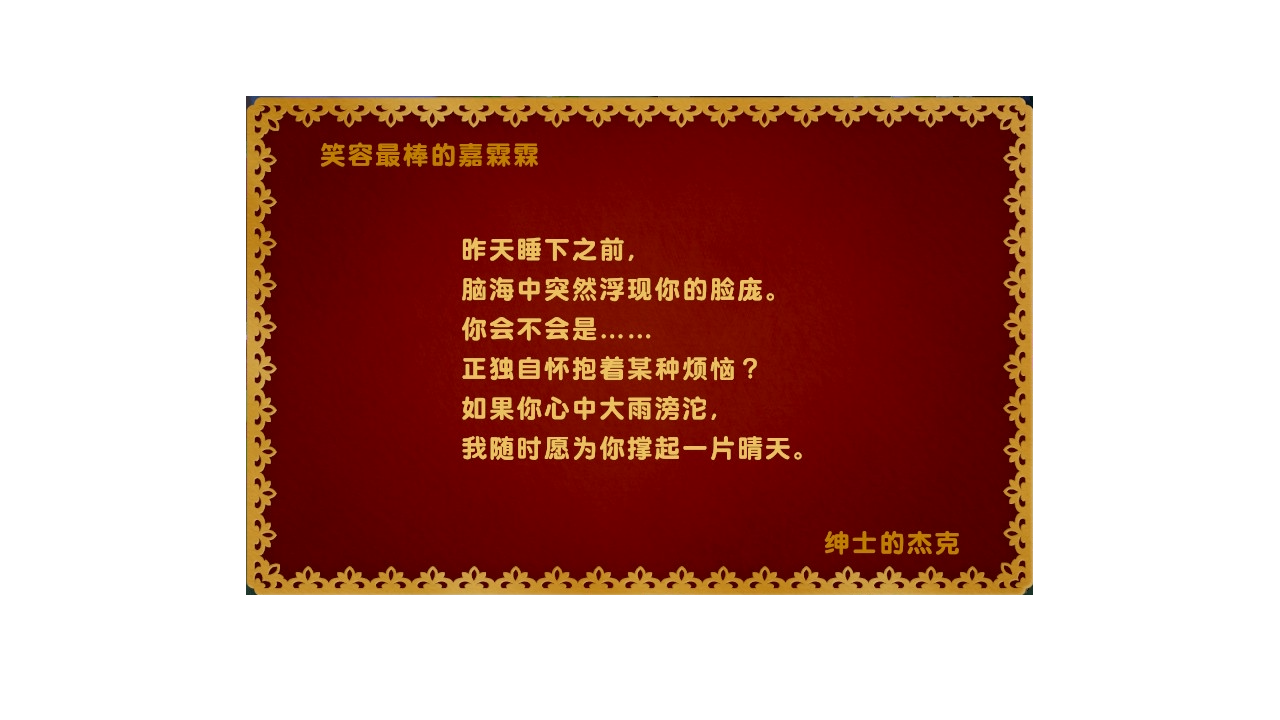 笑容最棒的嘉霖霖
昨天睡下之前,
脑海中突然浮现你的脸庞。
你会不会是……
正独自怀抱着某种烦恼？
如果你心中大雨滂沱,
我随时愿为你撑起一片晴天。
绅士的杰克